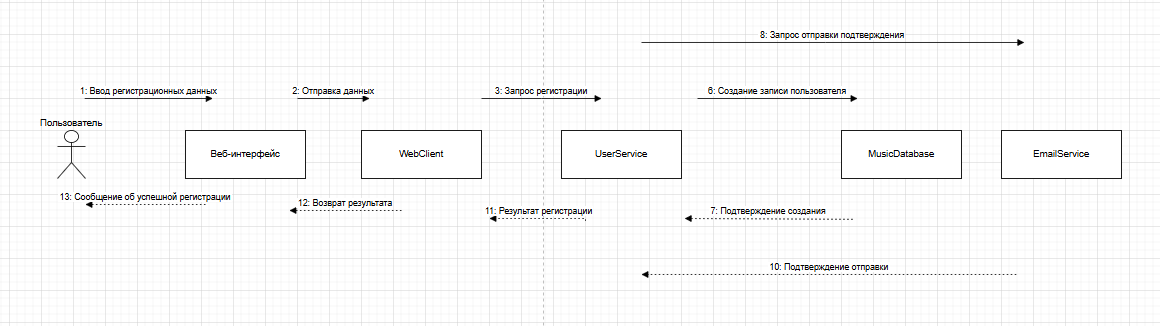 8: Запрос отправки подтверждения
1: Ввод регистрационных данных
2: Отправка данных
3: Запрос регистрации
6: Создание записи пользователя
Пользователь
Веб-интерфейс
WebClient
UserService
MusicDatabase
EmailService
13: Сообщение об успешной регистрации
12: Возврат результата
11: Результат регистрации
7: Подтверждение создания
10: Подтверждение отправки